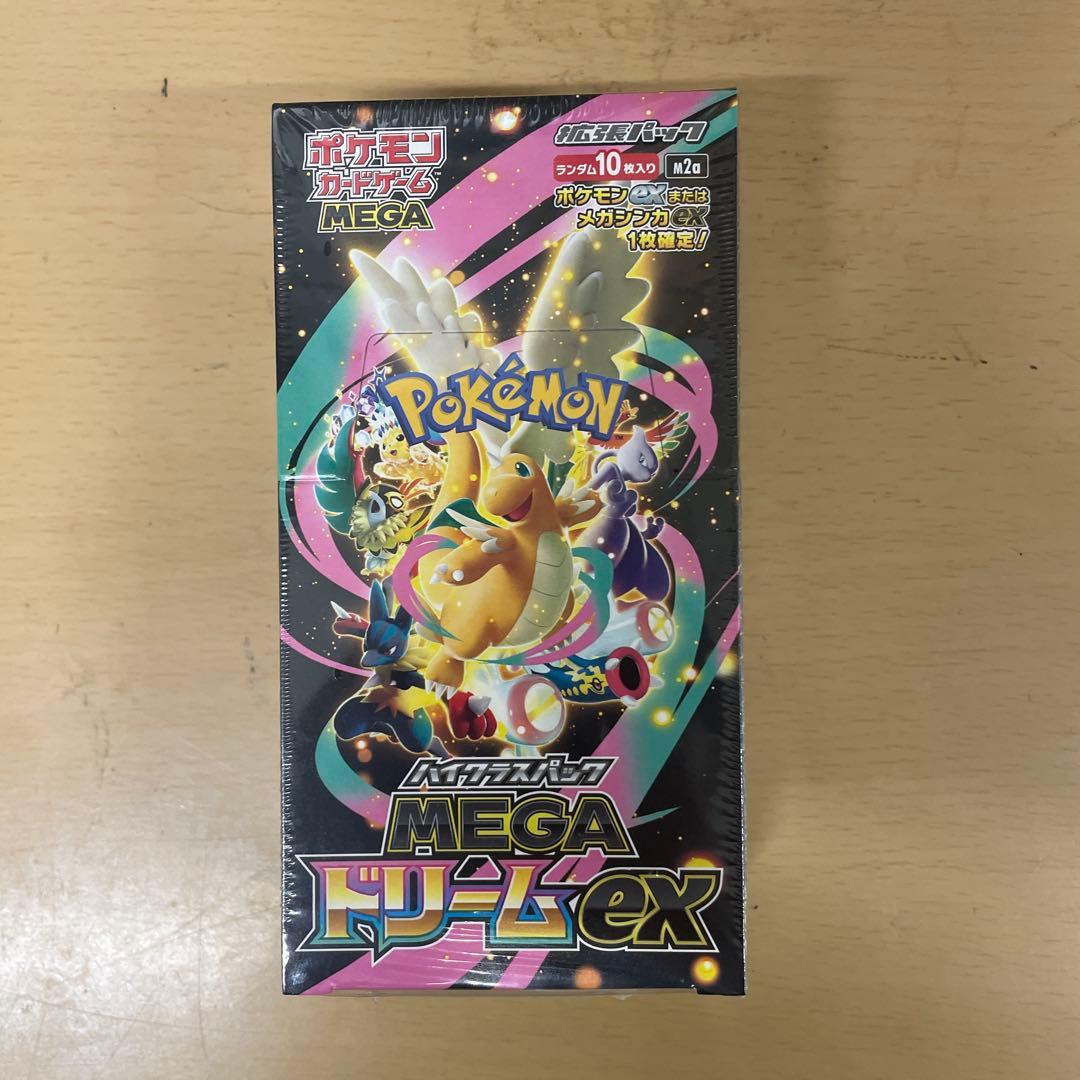 ポケモン
カードゲーム
MEGA
拡張パック
ランダム10枚入り M2a
ポケモンexまたは
メガシンカex
1枚確定!
POKéMON
TM
ハイクラスパック
MEGA
ドリームex